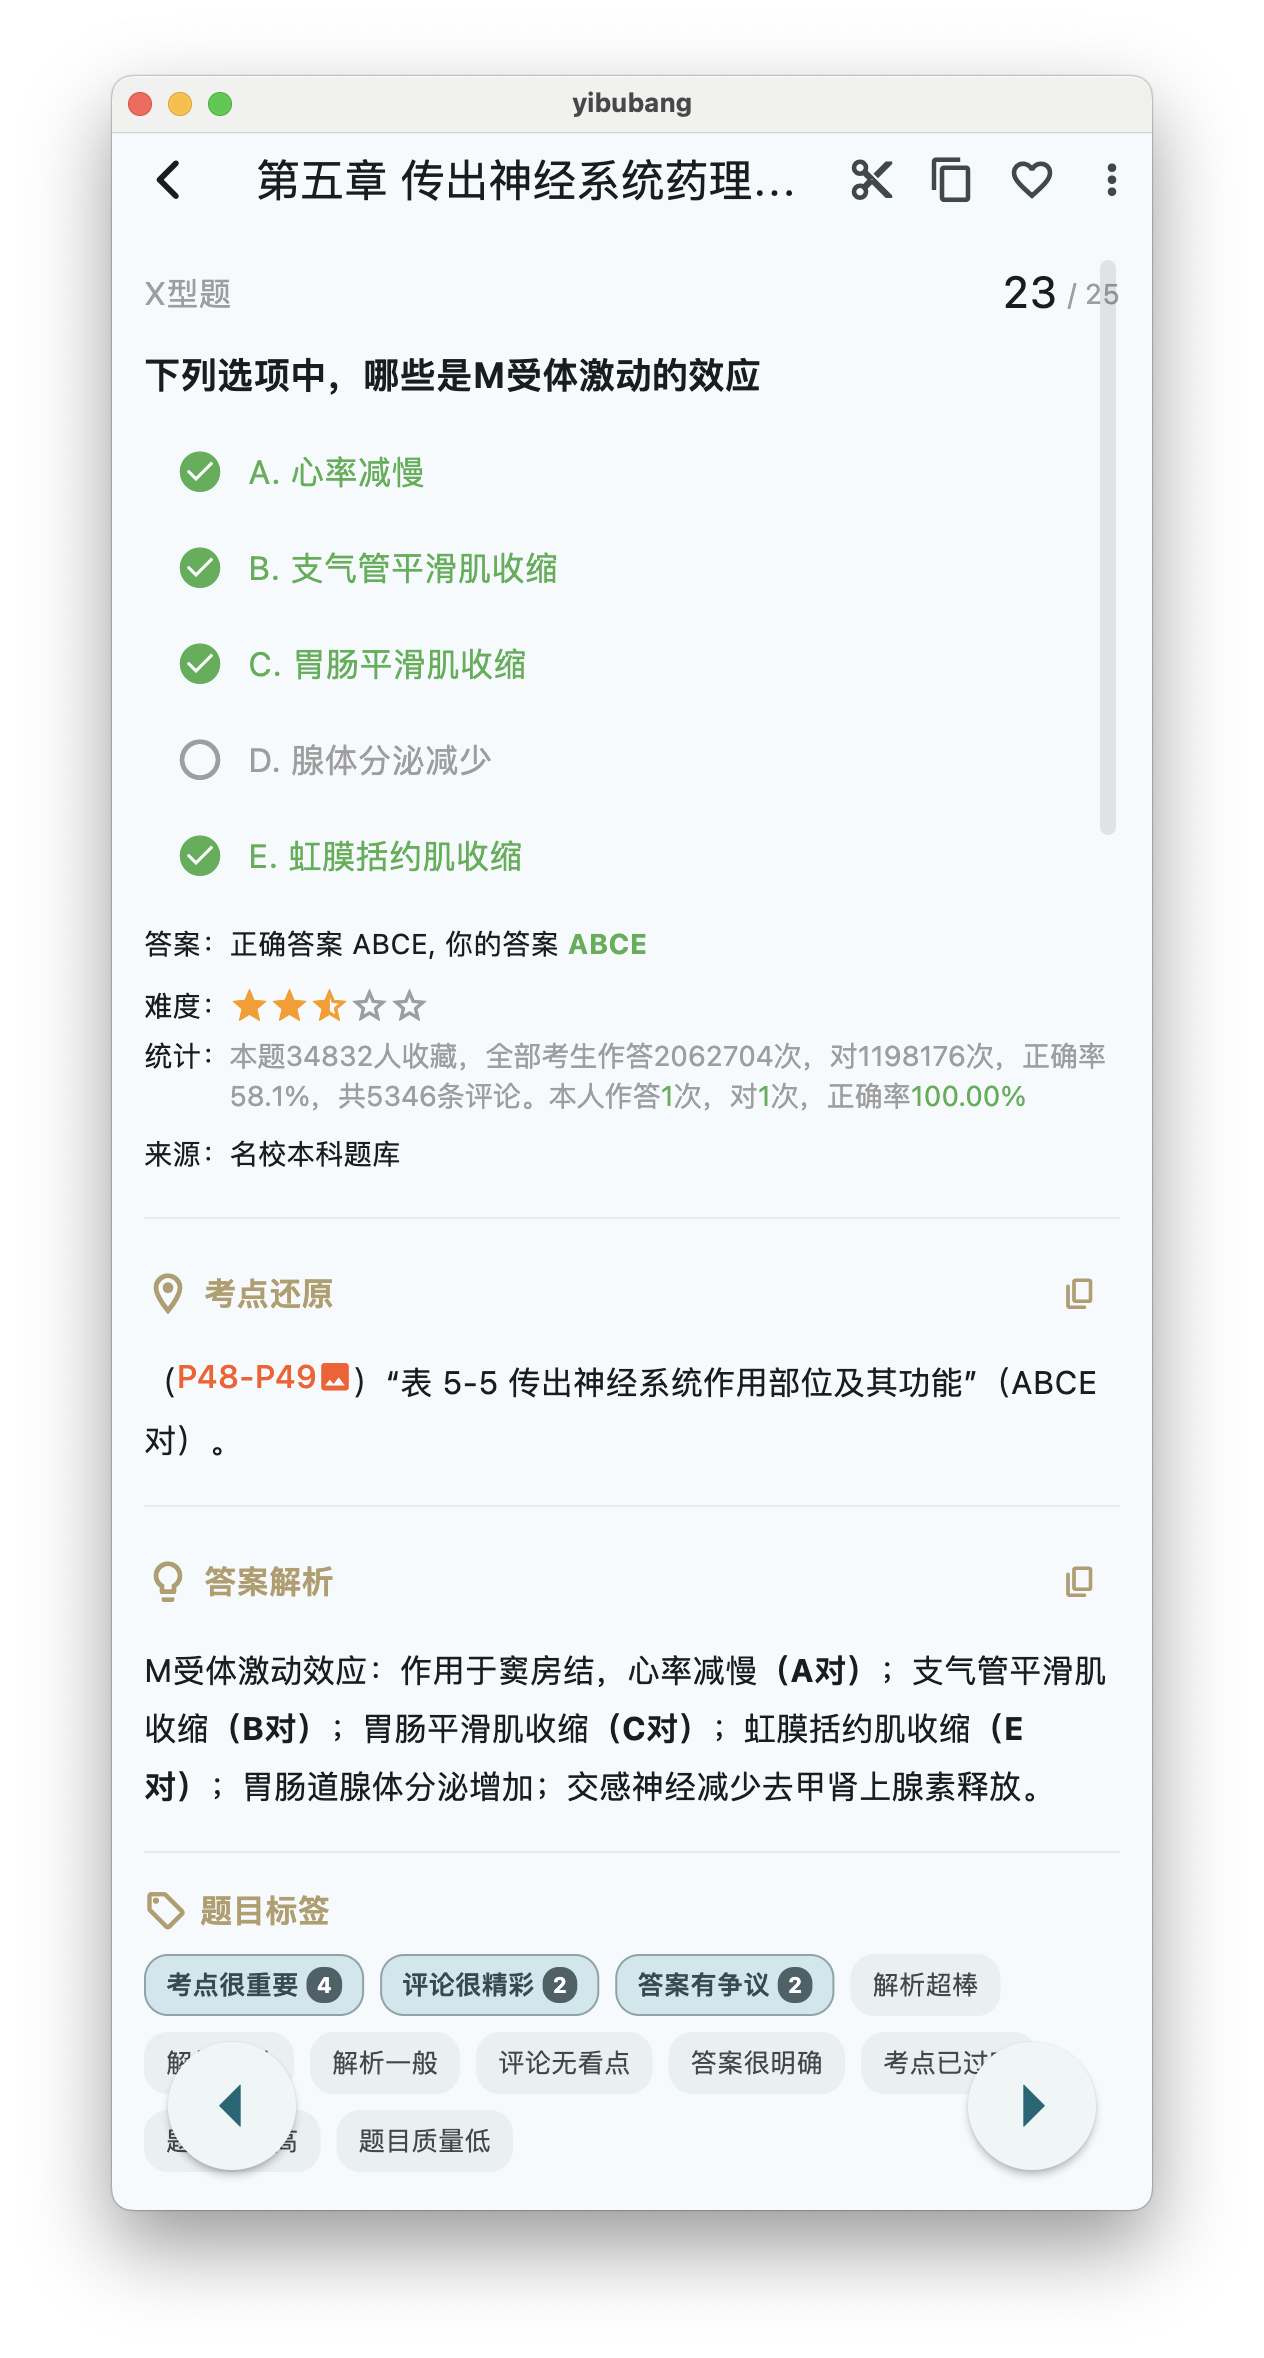 yibubang
第五章 传出神经系统药理...
X型题
23 / 25
下列选项中，哪些是M受体激动的效应
A. 心率减慢
B. 支气管平滑肌收缩
C. 胃肠平滑肌收缩
D. 腺体分泌减少
E. 虹膜括约肌收缩
答案： 正确答案 ABCE, 你的答案 ABCE
难度：
统计： 本题34832人收藏，全部考生作答2062704次，对1198176次，正确率
58.1%，共5346条评论。本人作答1次，对1次，正确率100.00%
来源： 名校本科题库
考点还原
（P48-P49）“表 5-5 传出神经系统作用部位及其功能”（ABCE
对）。
答案解析
M受体激动效应：作用于窦房结，心率减慢（A对）；支气管平滑肌
收缩（B对）；胃肠平滑肌收缩（C对）；虹膜括约肌收缩（E
对）；胃肠道腺体分泌增加；交感神经减少去甲肾上腺素释放。
题目标签
考点很重要 4 评论很精彩 2 答案有争议 2 解析超棒
解 解析一般 评论无看点 答案很明确 考点已过
题 高 题目质量低